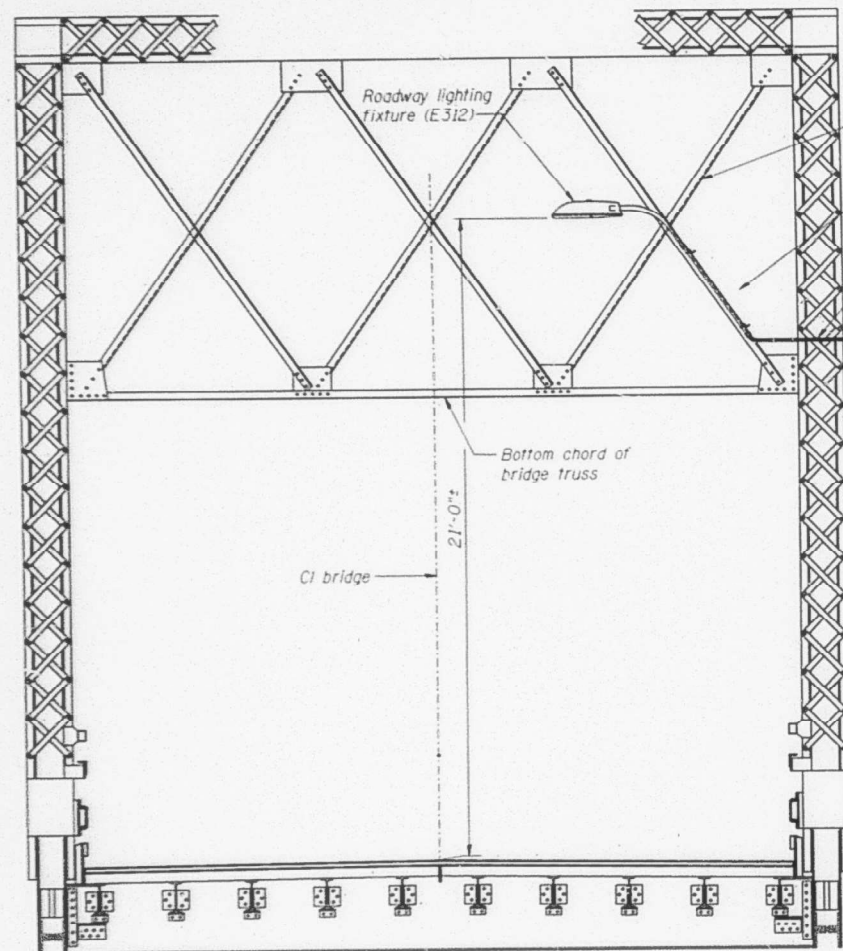 Roadway lighting
fixture (E312)
Bottom chord of
bridge truss
21'-0"±
Cl bridge